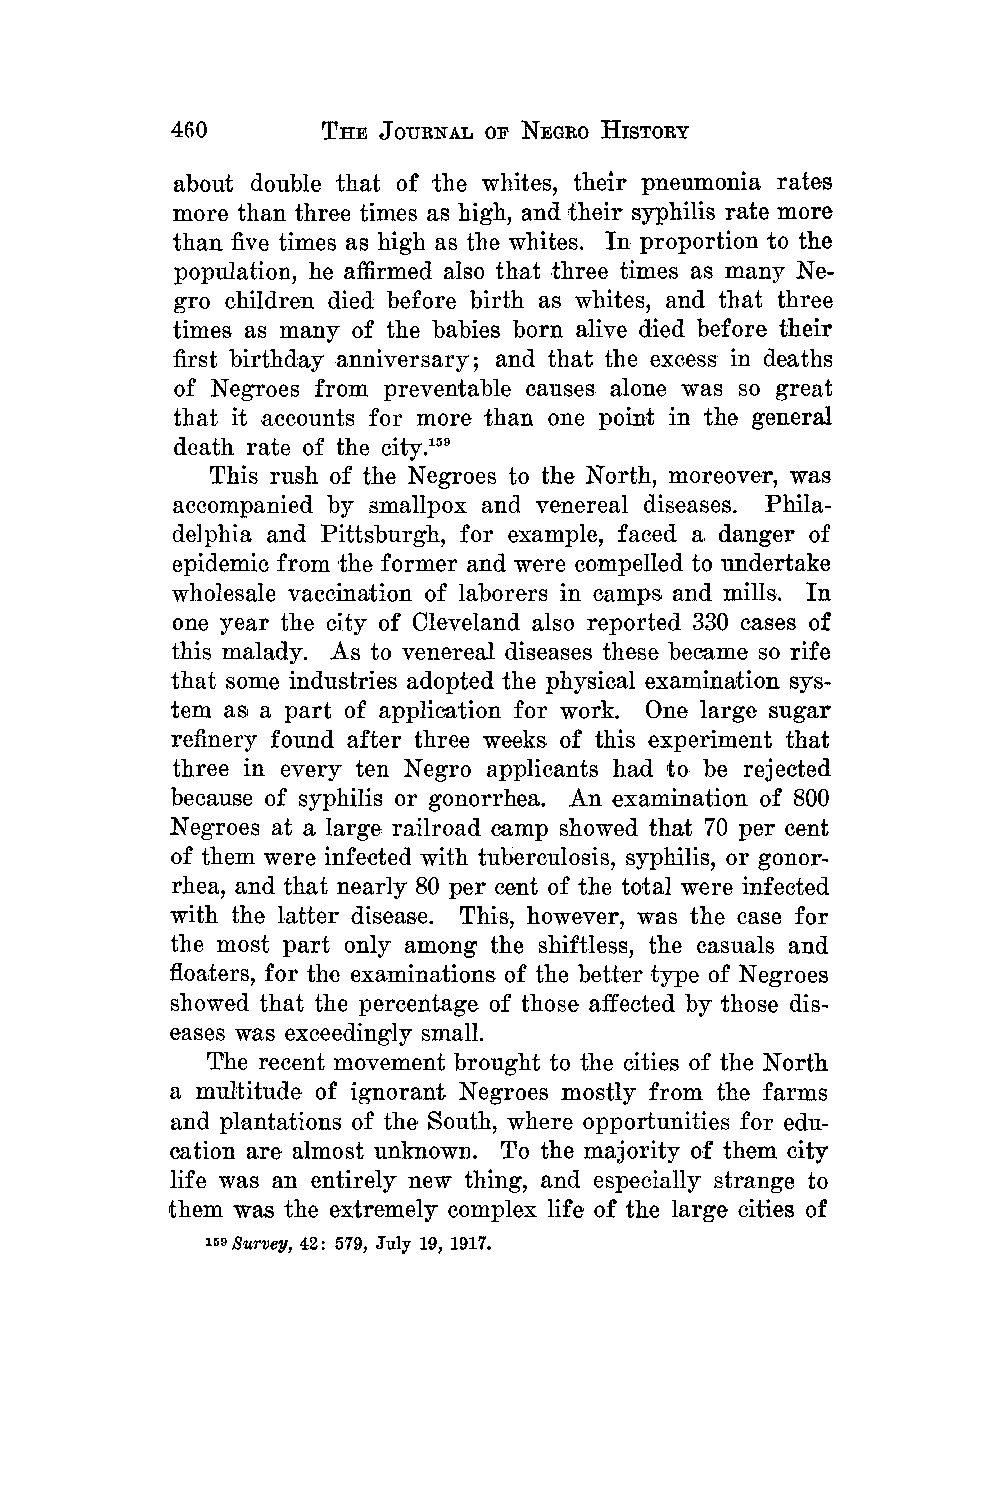 460 THE JOURNAL OF NEGRO HISTORY
about double that of the whites, their pneumonia rates
more than three times as high, and their syphilis rate more
than five times as high as the whites. In proportion to the
population, he affirmed also that three times as many Ne-
gro children died before birth as whites, and that three
times as many of the babies born alive died before their
first birthday anniversary; and that the excess in deaths
of Negroes from preventable causes alone was so great
that it accounts for more than one point in the general
death rate of the city.¹⁵⁹
This rush of the Negroes to the North, moreover, was
accompanied by smallpox and venereal diseases. Phila-
delphia and Pittsburgh, for example, faced a danger of
epidemic from the former and were compelled to undertake
wholesale vaccination of laborers in camps and mills. In
one year the city of Cleveland also reported 330 cases of
this malady. As to venereal diseases these became so rife
that some industries adopted the physical examination sys-
tem as a part of application for work. One large sugar
refinery found after three weeks of this experiment that
three in every ten Negro applicants had to be rejected
because of syphilis or gonorrhea. An examination of 800
Negroes at a large railroad camp showed that 70 per cent
of them were infected with tuberculosis, syphilis, or gonor-
rhea, and that nearly 80 per cent of the total were infected
with the latter disease. This, however, was the case for
the most part only among the shiftless, the casuals and
floaters, for the examinations of the better type of Negroes
showed that the percentage of those affected by those dis-
eases was exceedingly small.
The recent movement brought to the cities of the North
a multitude of ignorant Negroes mostly from the farms
and plantations of the South, where opportunities for edu-
cation are almost unknown. To the majority of them city
life was an entirely new thing, and especially strange to
them was the extremely complex life of the large cities of
¹⁵⁹ Survey, 42: 579, July 19, 1917.